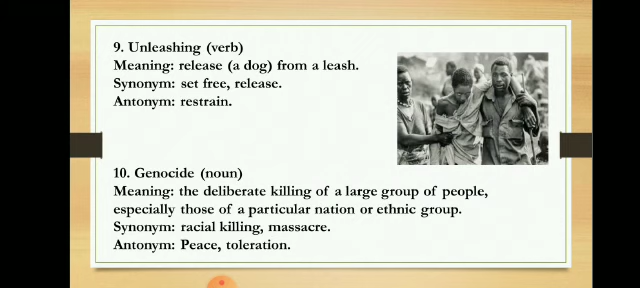 9. Unleashing (verb)
Meaning: release (a dog) from a leash.
Synonym: set free, release.
Antonym: restrain.
10. Genocide (noun)
Meaning: the deliberate killing of a large group of people,
especially those of a particular nation or ethnic group.
Synonym: racial killing, massacre.
Antonym: Peace, toleration.